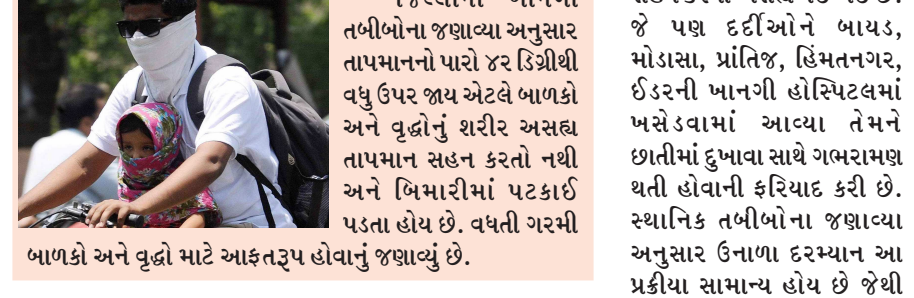 તબીબોના જણાવ્યા અનુસાર
તાપમાનનો પારો ૪ર ડિગ્રીથી
વધુ ઉપર જાય એટલે બાળકો
અને વૃદ્ધોનું શરીર અસહ્ય
તાપમાન સહન કરતો નથી
અને બિમારીમાં પટકાઈ
પડતા હોય છે. વધતી ગરમી
બાળકો અને વૃદ્ધો માટે આફતરૂપ હોવાનું જણાવ્યું છે.
જે પણ દર્દીઓને બાયડ,
મોડાસા, પ્રાંતિજ, હિંમતનગર,
ઈડરની ખાનગી હોસ્પિટલમાં
ખસેડવામાં આવ્યા તેમને
છાતીમાં દુખાવા સાથે ગભરામણ
થતી હોવાની ફરિયાદ કરી છે.
સ્થાનિક તબીબોના જણાવ્યા
અનુસાર ઉનાળા દરમ્યાન આ
પ્રક્રીયા સામાન્ય હોય છે જેથી